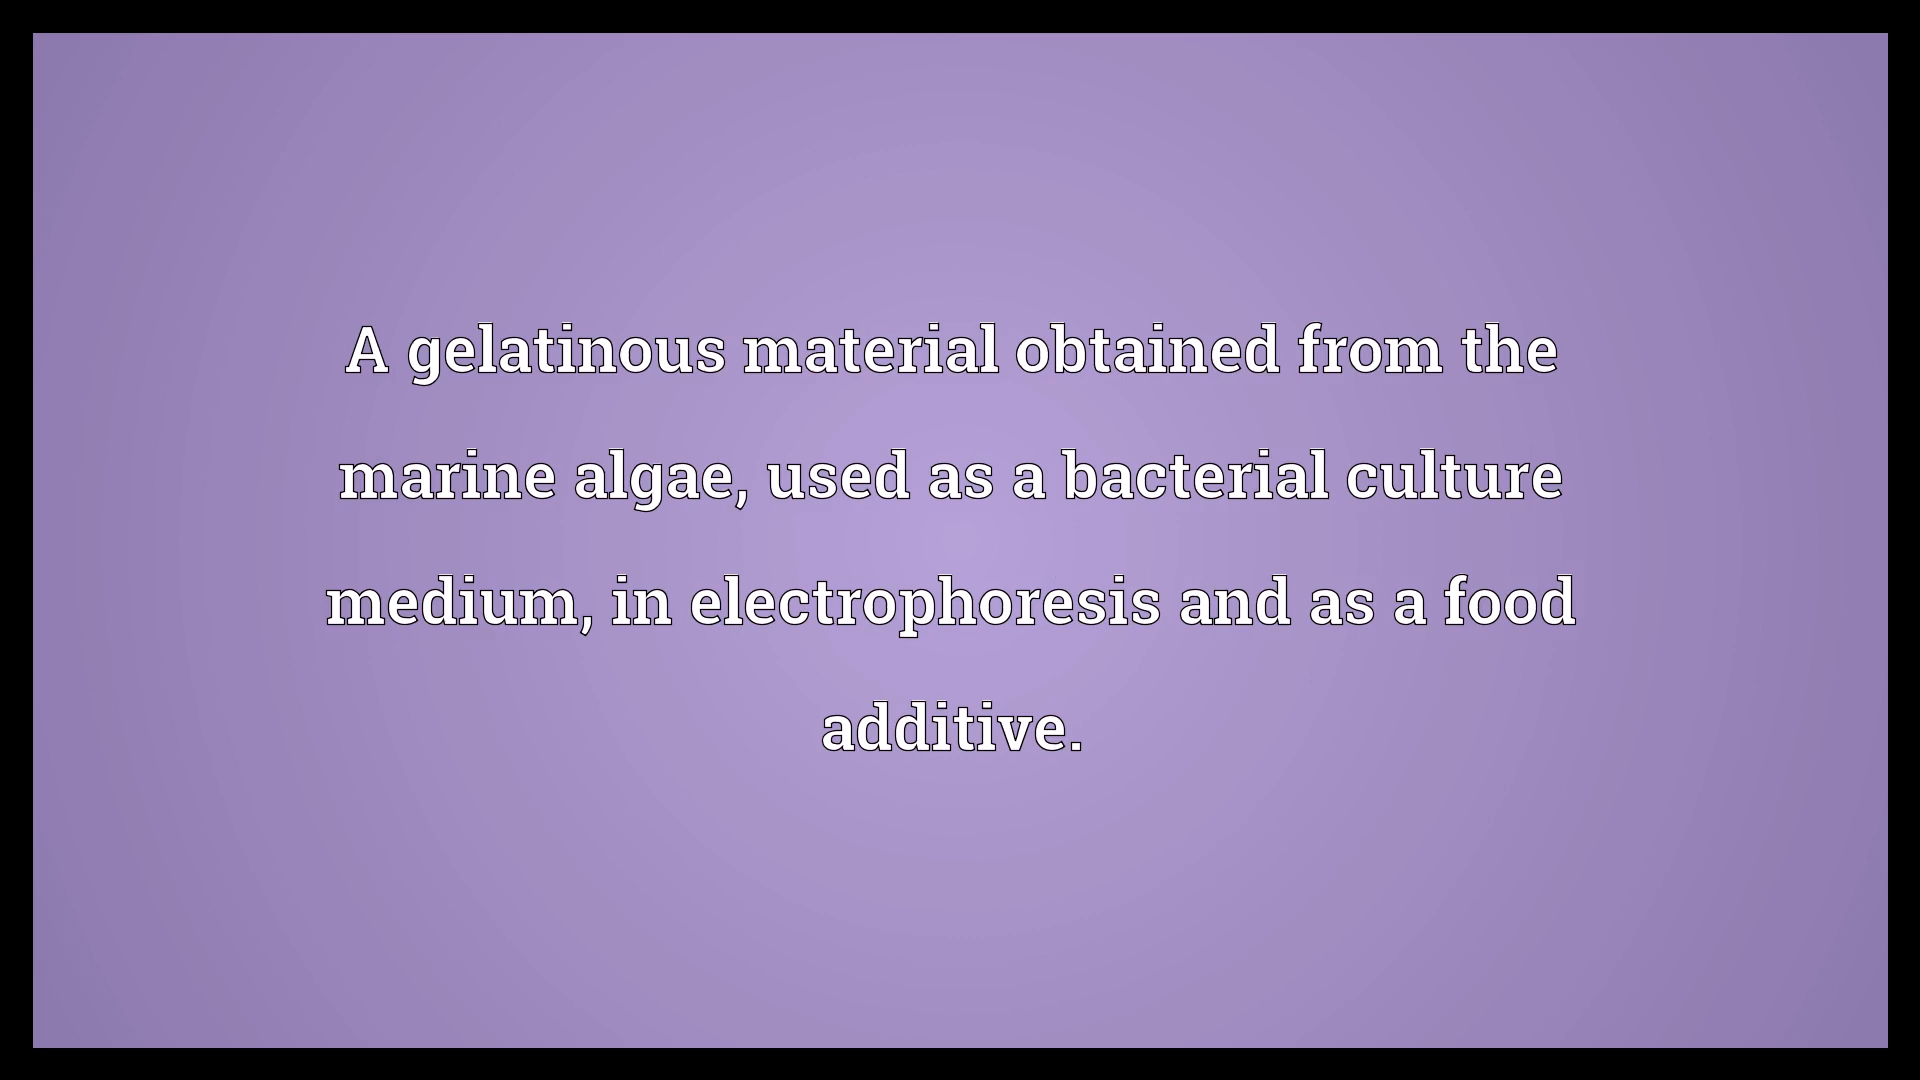 A gelatinous material obtained from the
marine algae, used as a bacterial culture
medium, in electrophoresis and as a food
additive.